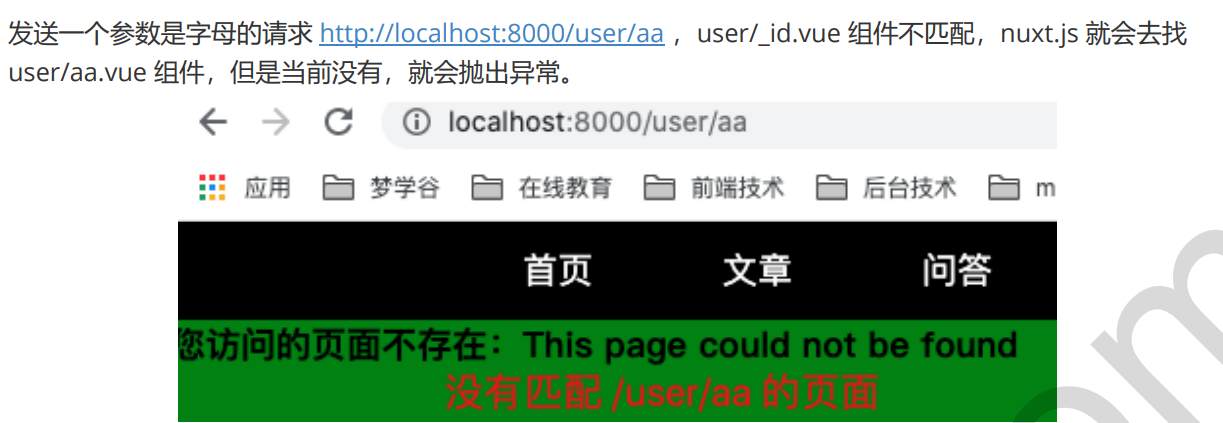 发送一个参数是字母的请求 http://localhost:8000/user/aa ，user/_id.vue 组件不匹配，nuxt.js 就会去找
user/aa.vue 组件，但是当前没有，就会抛出异常。
localhost:8000/user/aa
应用 梦学谷 在线教育 前端技术 后台技术 m
首页 文章 问答
您访问的页面不存在：This page could not be found
没有匹配 /user/aa 的页面
om